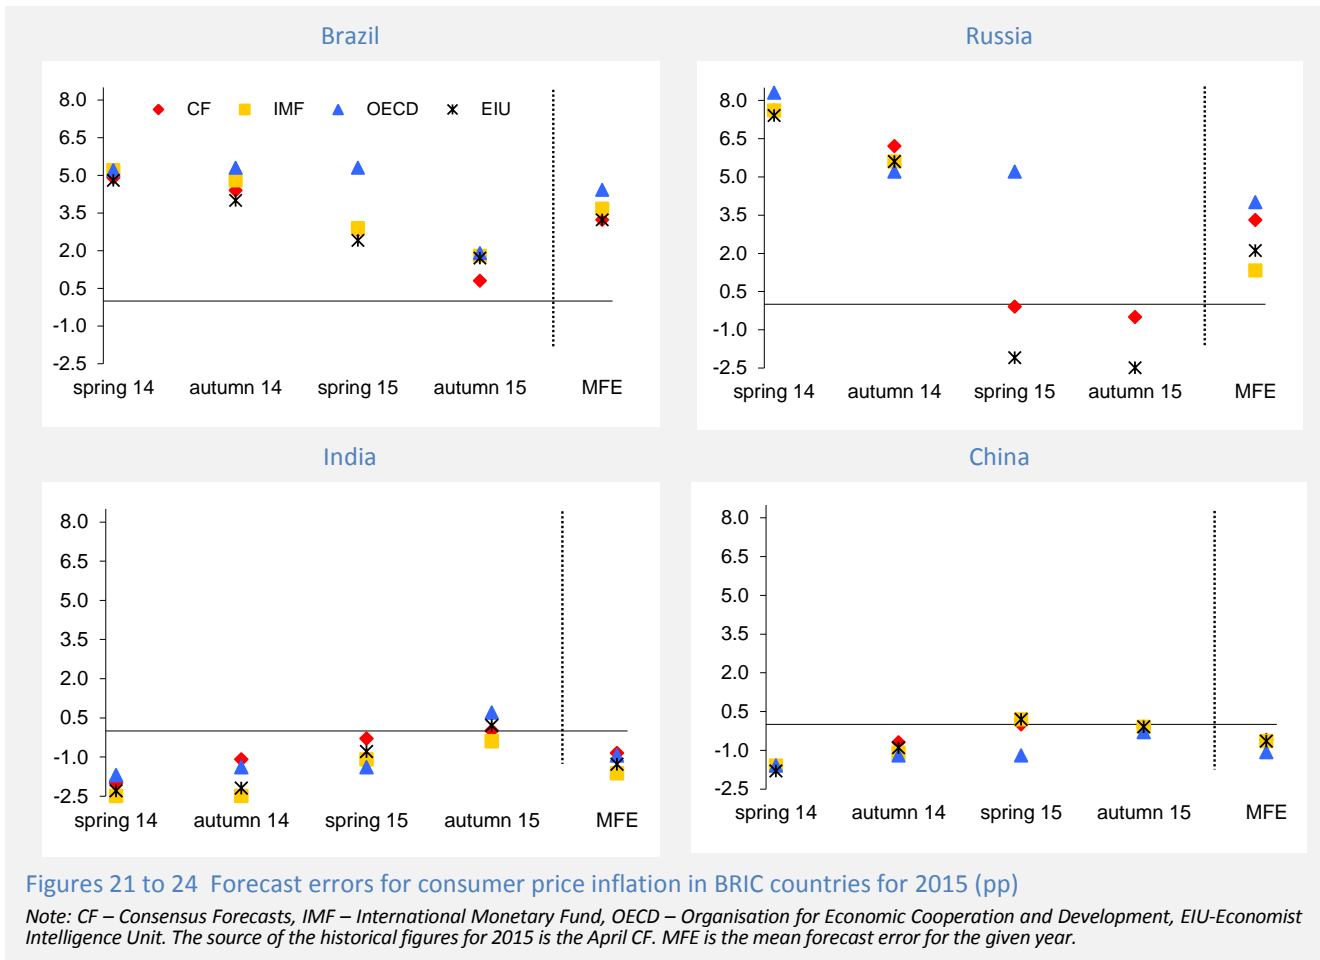 Brazil
8.0
6.5
5.0
3.5
2.0
0.5
-1.0
-2.5
CF IMF OECD EIU
spring 14 autumn 14 spring 15 autumn 15 MFE
Russia
8.0
6.5
5.0
3.5
2.0
0.5
-1.0
-2.5
spring 14 autumn 14 spring 15 autumn 15 MFE
India
8.0
6.5
5.0
3.5
2.0
0.5
-1.0
-2.5
spring 14 autumn 14 spring 15 autumn 15 MFE
China
8.0
6.5
5.0
3.5
2.0
0.5
-1.0
-2.5
spring 14 autumn 14 spring 15 autumn 15 MFE
Figures 21 to 24 Forecast errors for consumer price inflation in BRIC countries for 2015 (pp)
Note: CF – Consensus Forecasts, IMF – International Monetary Fund, OECD – Organisation for Economic Cooperation and Development, EIU-Economist
Intelligence Unit. The source of the historical figures for 2015 is the April CF. MFE is the mean forecast error for the given year.